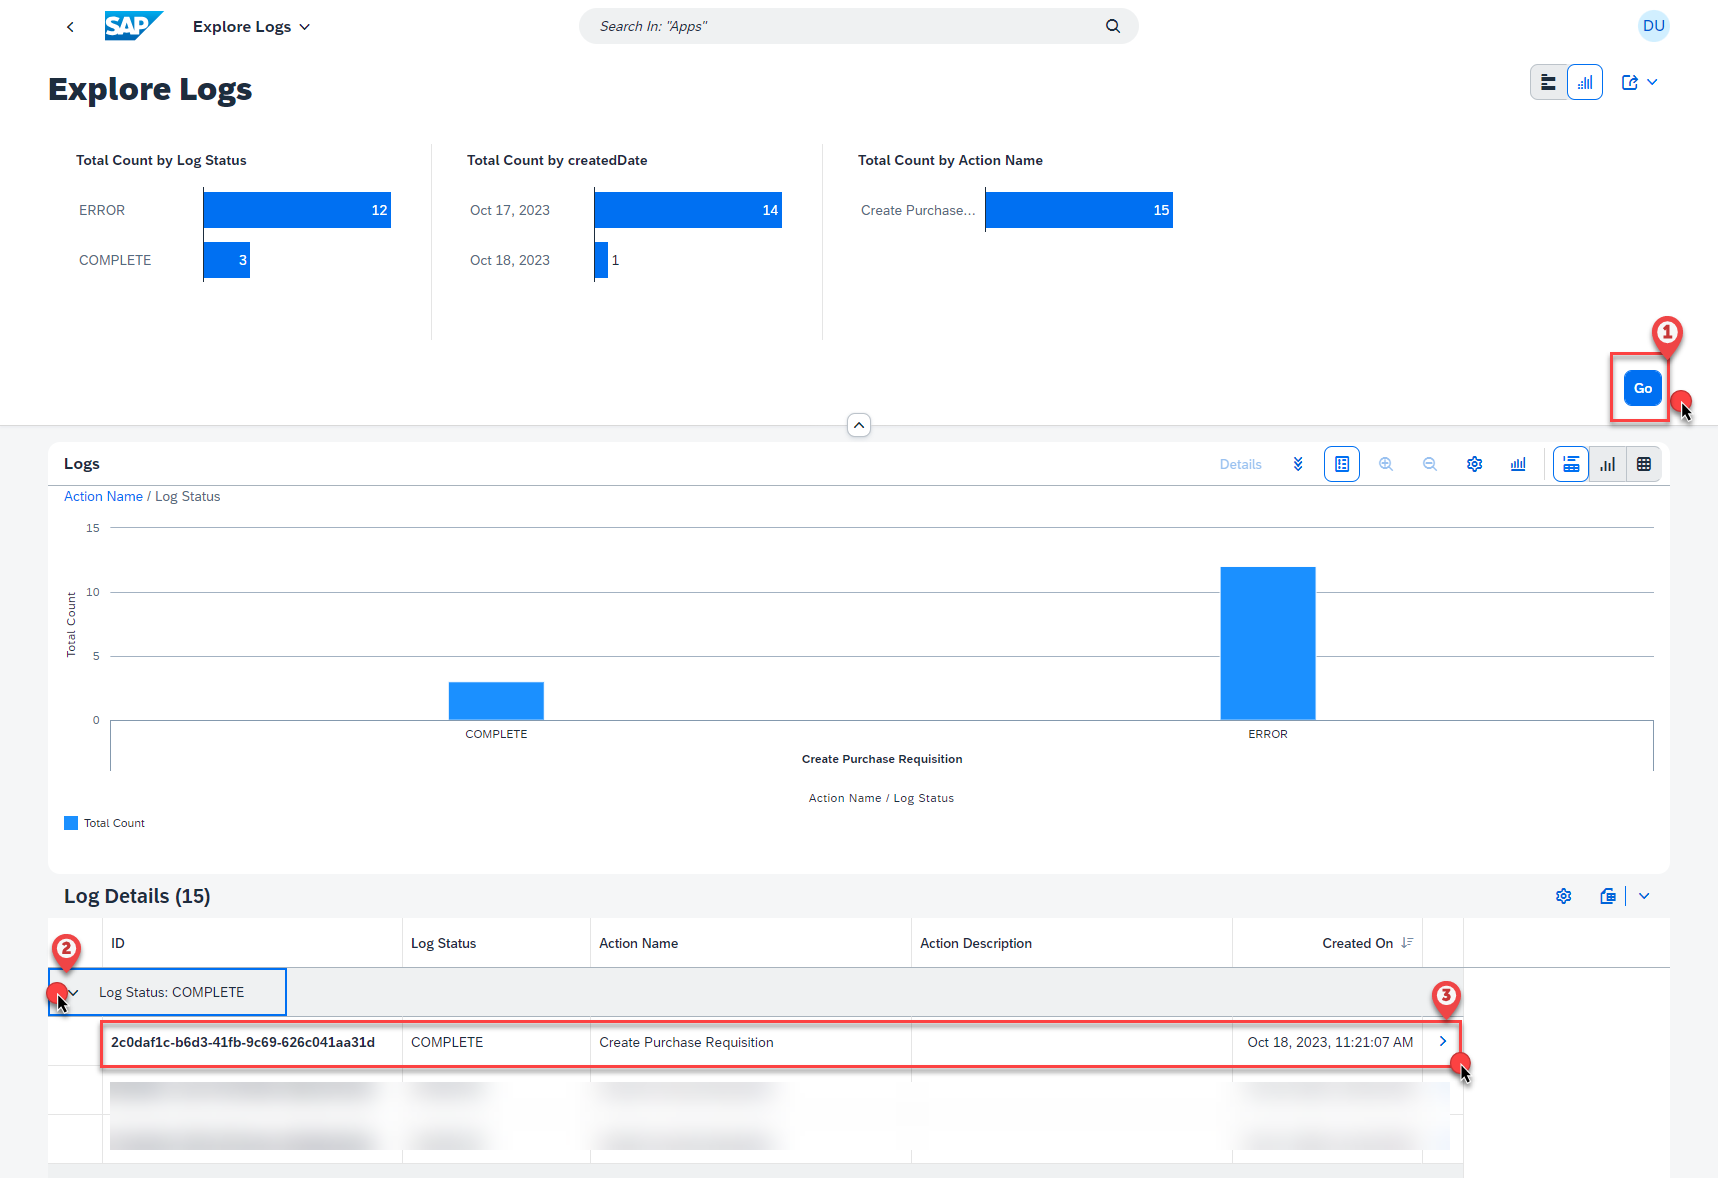 SAP
Explore Logs
Search In: "Apps"
DU
Explore Logs
Total Count by Log Status
ERROR
12
COMPLETE
3
Total Count by createdDate
Oct 17, 2023
14
Oct 18, 2023
1
Total Count by Action Name
Create Purchase...
15
1
Go
Logs
Details
Action Name / Log Status
Total Count
15
10
5
0
COMPLETE
ERROR
Create Purchase Requisition
Action Name / Log Status
Total Count
Log Details (15)
ID
Log Status
Action Name
Action Description
Created On
2
Log Status: COMPLETE
3
2c0daf1c-b6d3-41fb-9c69-626c041aa31d
COMPLETE
Create Purchase Requisition
Oct 18, 2023, 11:21:07 AM